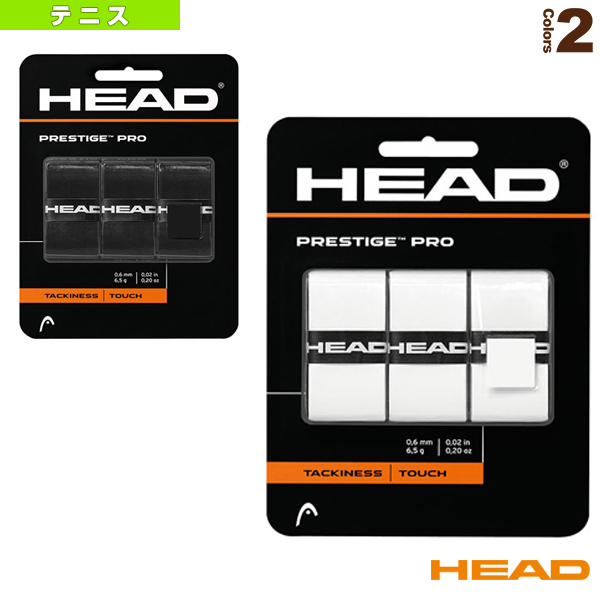 テニス
Colors 2
HEAD®
PRESTIGE™ PRO
HEAD HEAD HEAD
0,6 mm 0,02 in
6,5 g 0,20 oz
TACKINESS TOUCH
HEAD®
PRESTIGE™ PRO
HEAD HEAD HEAD
0,6 mm 0,02 in
6,5 g 0,20 oz
TACKINESS TOUCH
HEAD